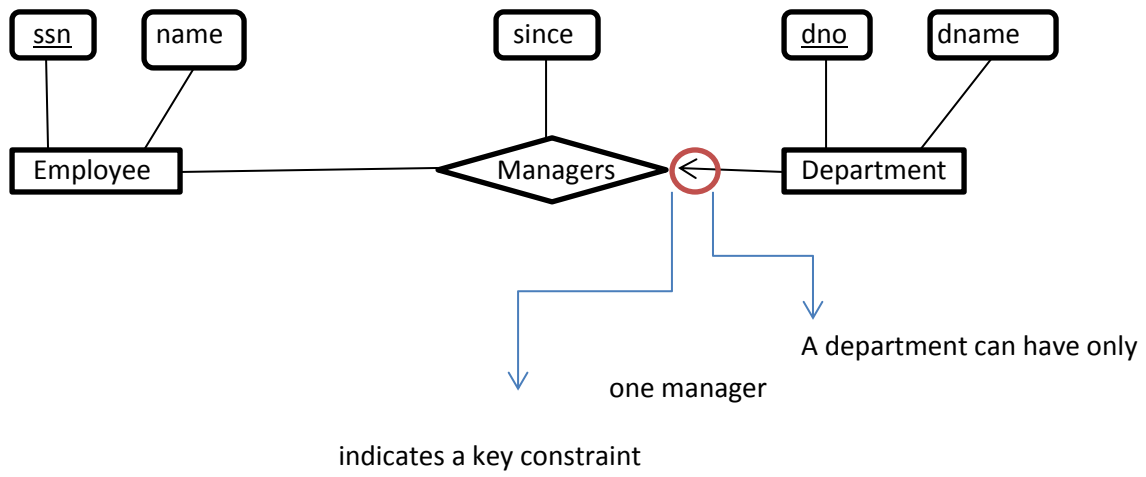 ssn name since dno dname
Employee Managers Department
A department can have only
one manager
indicates a key constraint